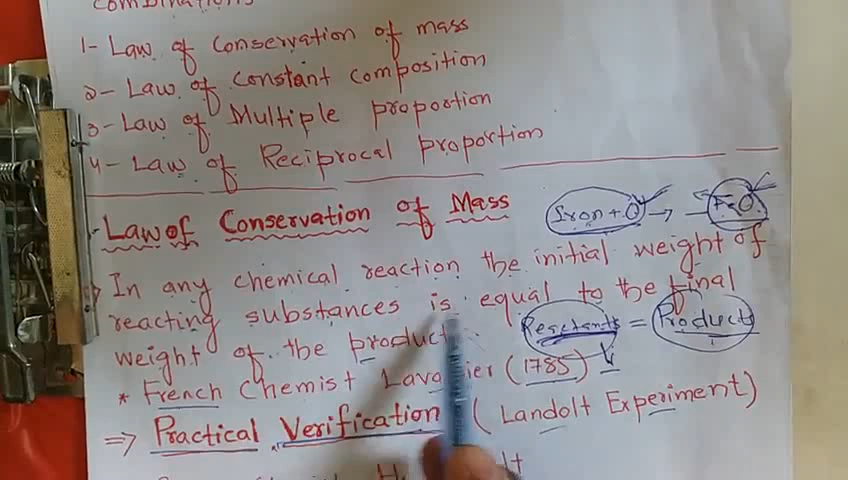 Combinations
1- Law of conservation of mass
2- Law of constant composition
3- Law of Multiple proportion
4- Law of Reciprocal proportion
Law of Conservation of Mass
Iron + O → FeO
In any chemical reaction the initial weight of
reacting substances is equal to the final
weight of the product
Reactants = Products
* French Chemist (1785)
⇒ Practical Verification (Landolt Experiment)